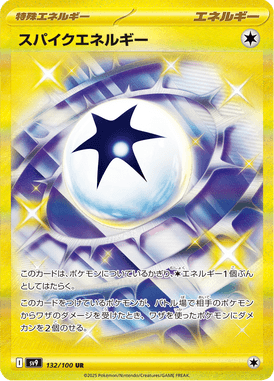 特殊エネルギー エネルギー
スパイクエネルギー
このカードは、ポケモンについているかぎり、エネルギー1個ぶん
としてはたらく。
このカードをつけているポケモンが、バトル場で相手のポケモン
からワザのダメージを受けたとき、ワザを使ったポケモンにダメ
カンを2個のせる。
I sv9 132/100 UR
©2025 Pokémon/Nintendo/Creatures/GAME FREAK.